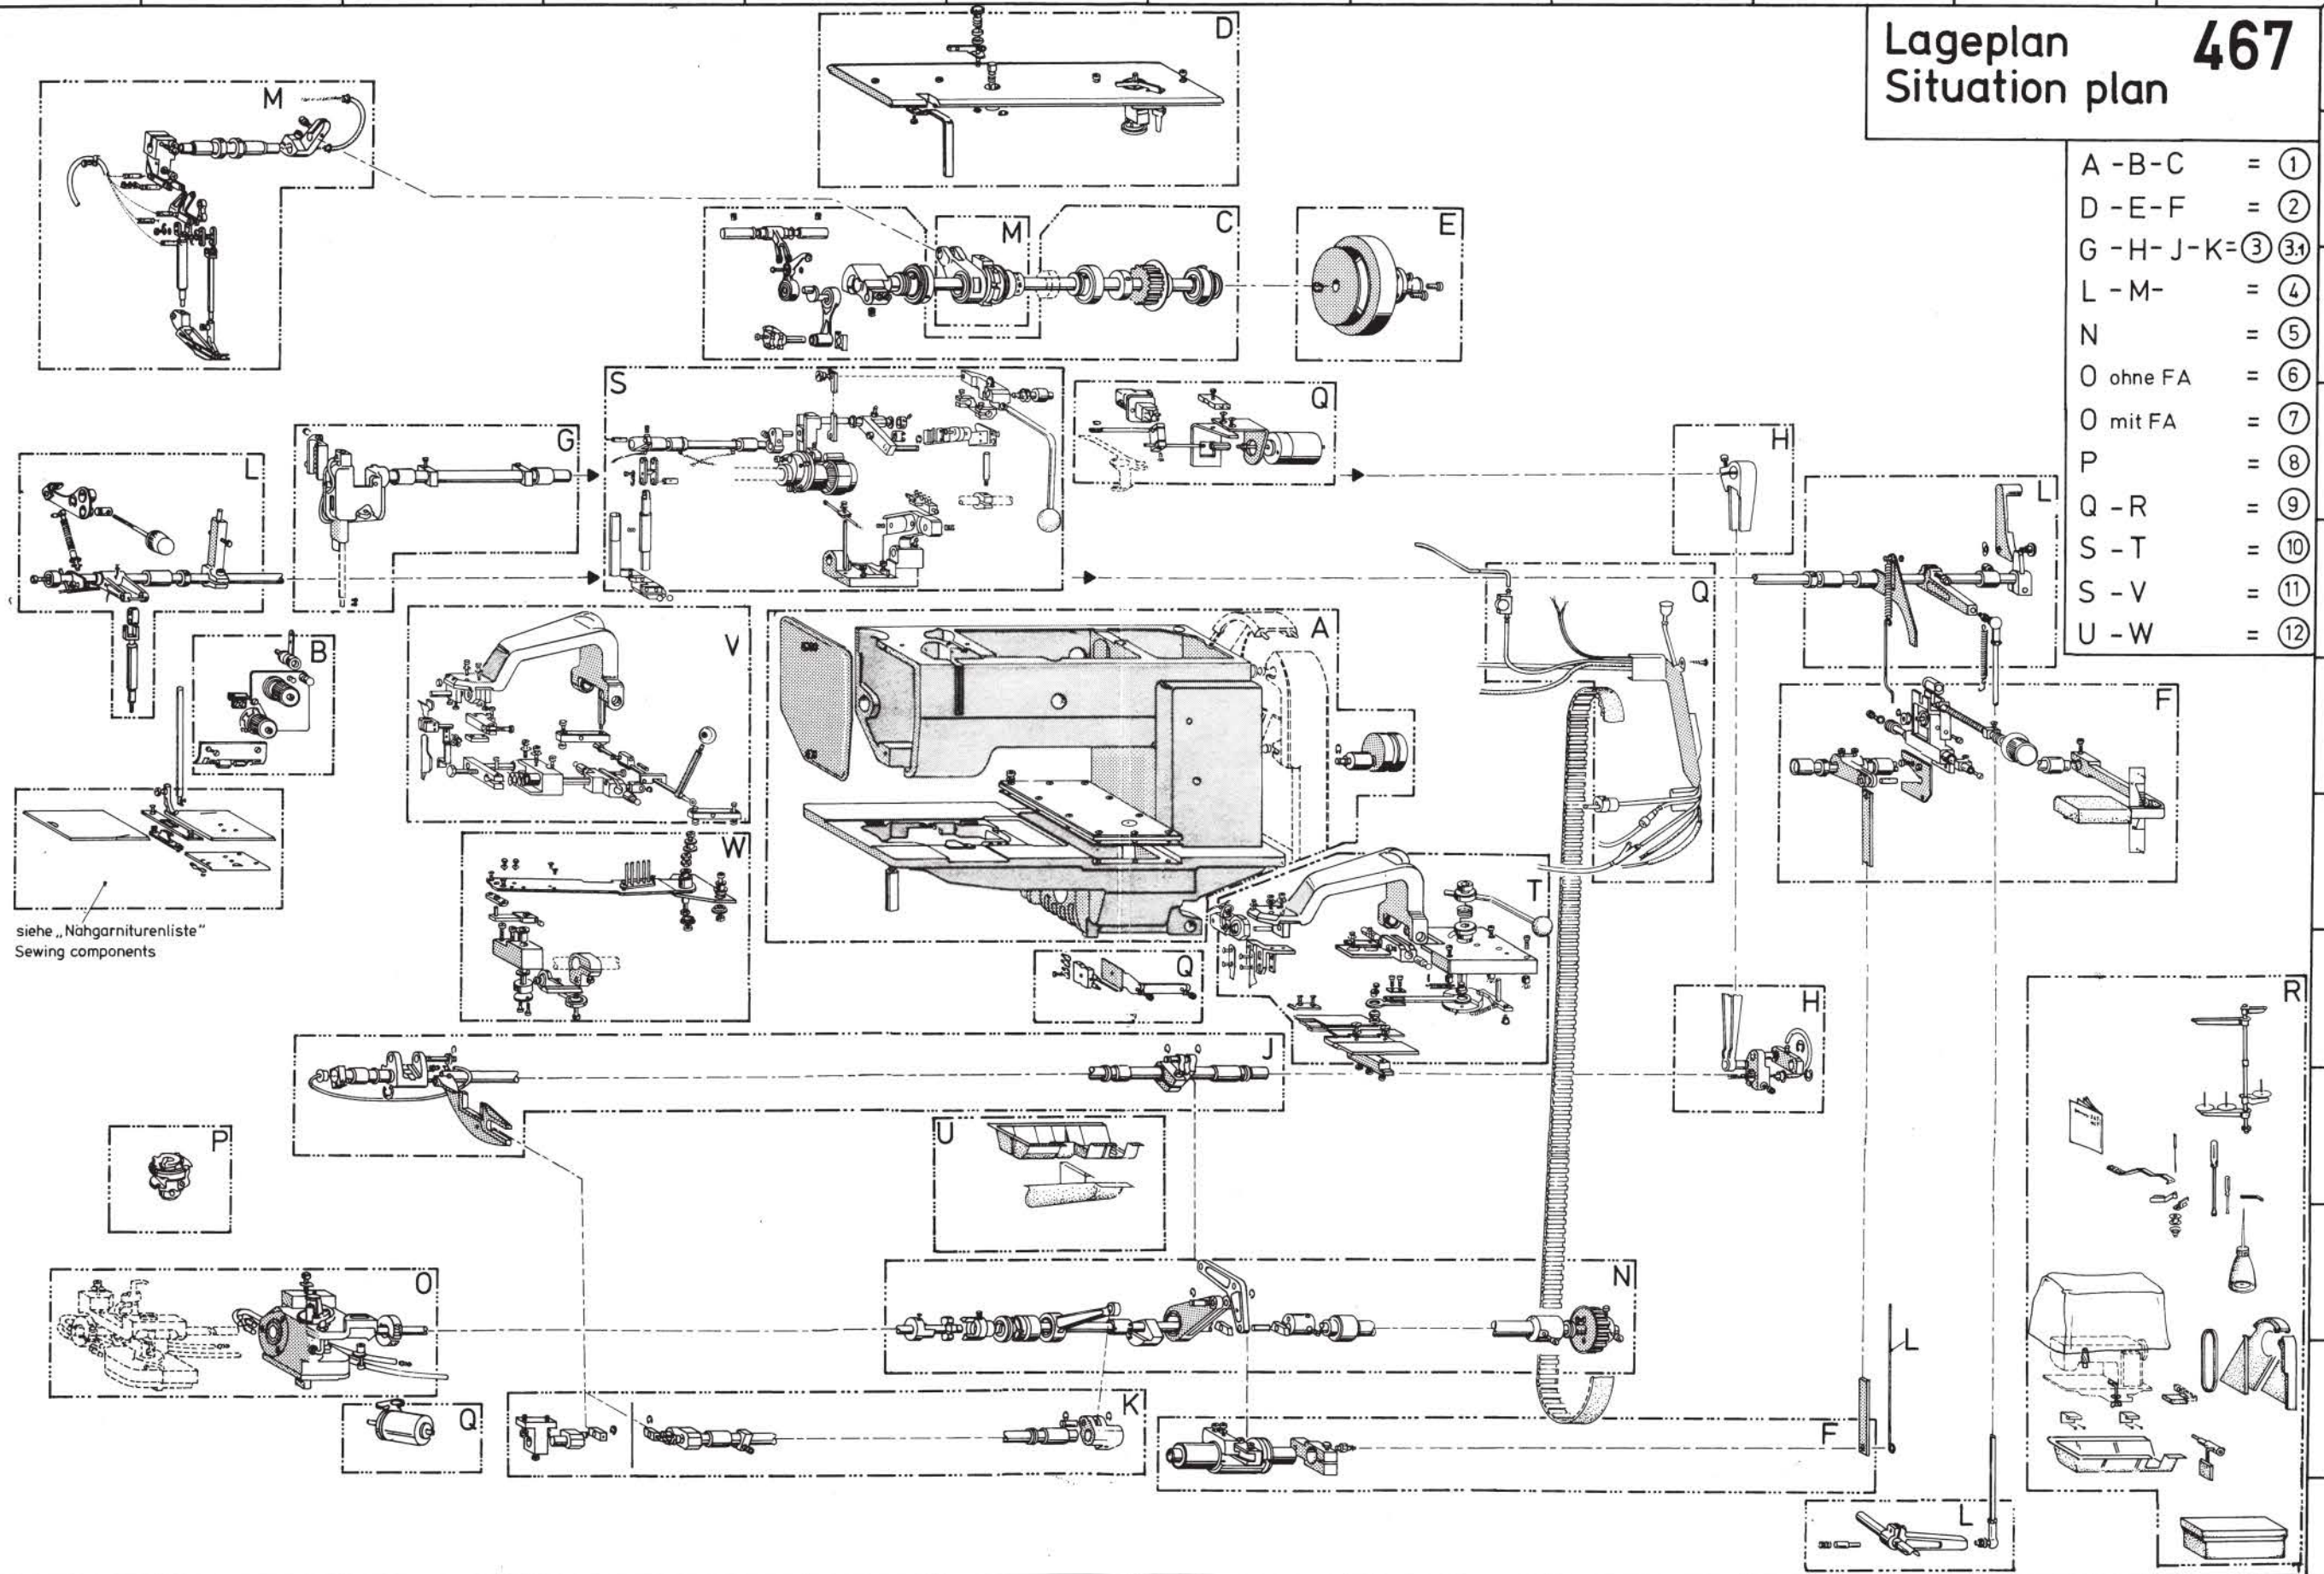 Lageplan 467
Situation plan
A - B - C = ①
D - E - F = ②
G - H - J - K = ③ ③.1
L - M - = ④
N = ⑤
O ohne FA = ⑥
O mit FA = ⑦
P = ⑧
Q - R = ⑨
S - T = ⑩
S - V = ⑪
U - W = ⑫
D
M
C
M
E
S
Q
G
H
L
L
Q
V
A
B
F
W
T
siehe „Nähgarniturenliste"
Sewing components
Q
R
H
J
P
U
O
N
L
K
Q
F
L